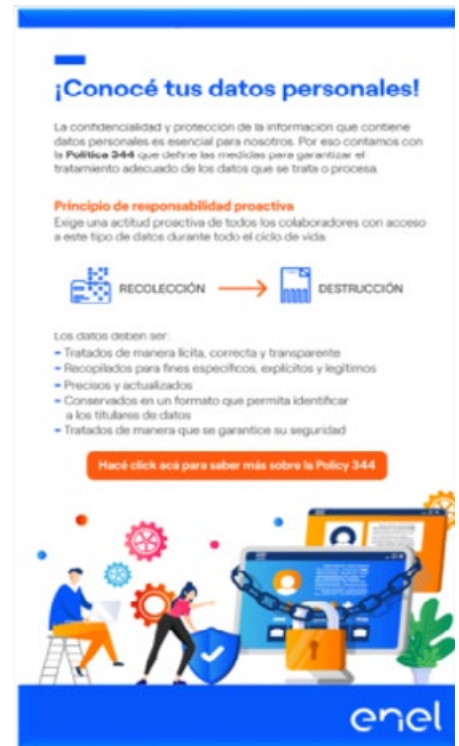 ¡Conocé tus datos personales!
La confidencialidad y protección de la información que contiene
datos personales es esencial para nosotros. Por eso contamos con
la Política 344 que define las medidas para garantizar el
tratamiento adecuado de los datos que se trata o procesa.
Principio de responsabilidad proactiva
Exige una actitud proactiva de todos los colaboradores con acceso
a este tipo de datos durante todo el ciclo de vida.
RECOLECCIÓN
DESTRUCCIÓN
Los datos deben ser:
- Tratados de manera lícita, correcta y transparente
- Recopilados para fines específicos, explícitos y legítimos
- Precisos y actualizados
- Conservados en un formato que permita identificar
a los titulares de datos
- Tratados de manera que se garantice su seguridad
Hacé click acá para saber más sobre la Policy 344
enel